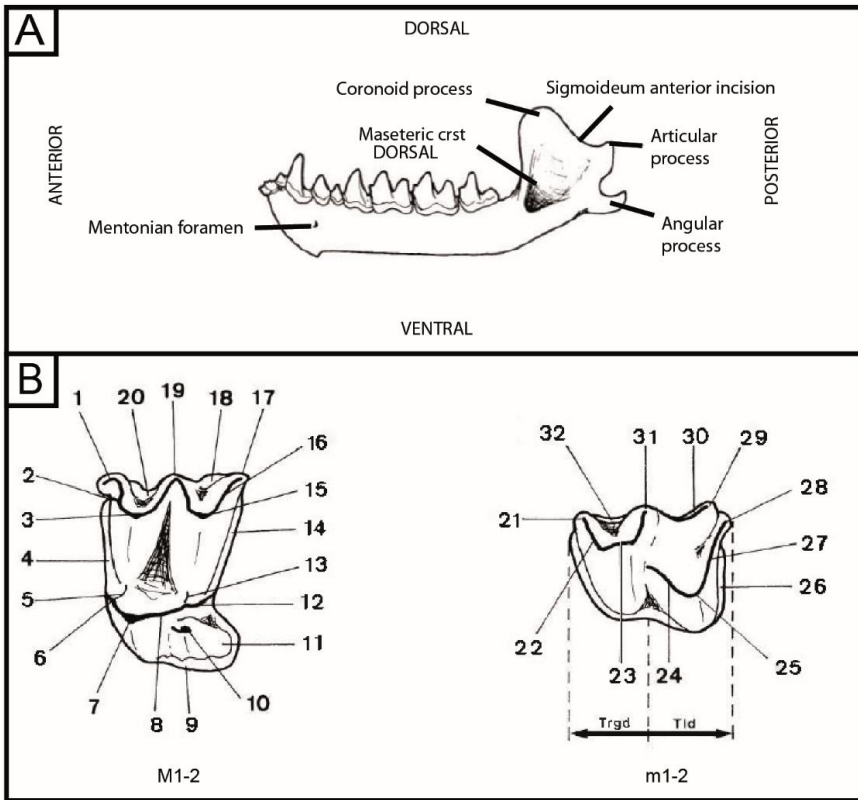 A
DORSAL
Coronoid process
Sigmoideum anterior incision
ANTERIOR
Maseteric crst
DORSAL
Articular
process
POSTERIOR
Mentonian foramen
Angular
process
VENTRAL
B
1
20
19
18
17
2
16
3
15
4
14
5
13
6
12
7
8
9
10
11
M1-2
32
31
30
29
21
28
27
26
22
23
24
25
Trgd
Tld
m1-2